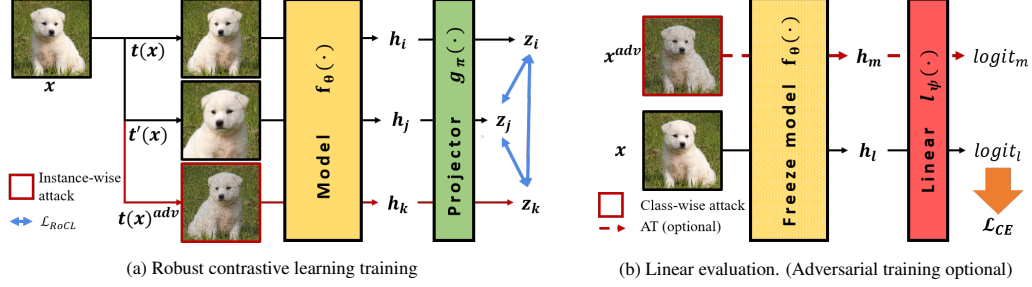 x
t(x)
t'(x)
t(x)^adv
Instance-wise
attack
ℒ_RoCL
Model f_θ(·)
h_i
h_j
h_k
Projector g_π(·)
z_i
z_j
z_k
(a) Robust contrastive learning training
x^adv
x
Class-wise attack
AT (optional)
Freeze model f_θ(·)
h_m
h_l
Linear l_ψ(·)
logit_m
logit_l
ℒ_CE
(b) Linear evaluation. (Adversarial training optional)